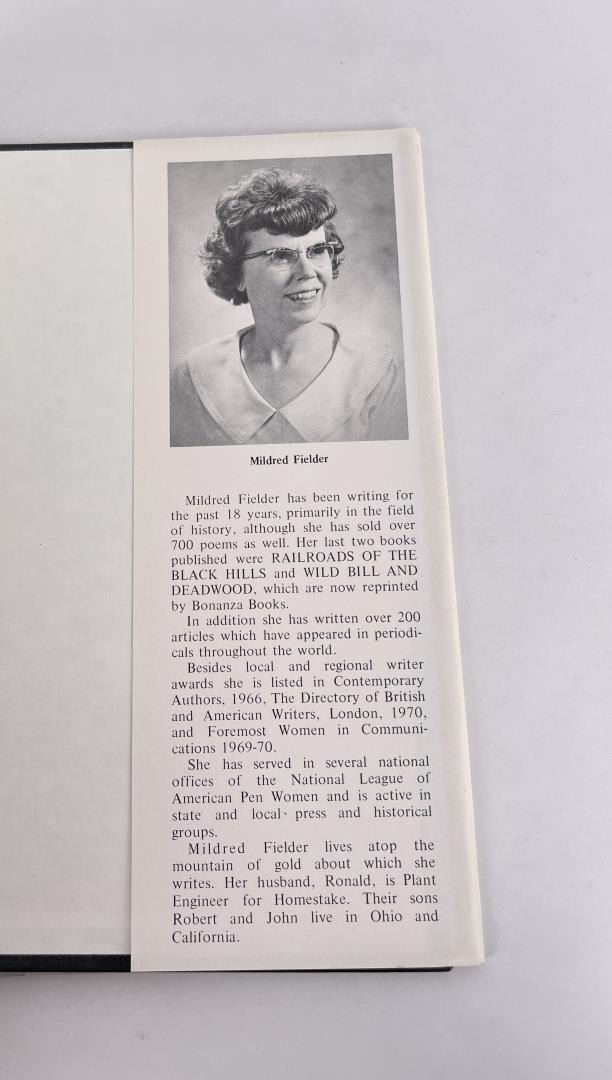 Mildred Fielder
Mildred Fielder has been writing for
the past 18 years, primarily in the field
of history, although she has sold over
700 poems as well. Her last two books
published were RAILROADS OF THE
BLACK HILLS and WILD BILL AND
DEADWOOD, which are now reprinted
by Bonanza Books.
In addition she has written over 200
articles which have appeared in periodi-
cals throughout the world.
Besides local and regional writer
awards she is listed in Contemporary
Authors, 1966, The Directory of British
and American Writers, London, 1970,
and Foremost Women in Communi-
cations 1969-70.
She has served in several national
offices of the National League of
American Pen Women and is active in
state and local press and historical
groups.
Mildred Fielder lives atop the
mountain of gold about which she
writes. Her husband, Ronald, is Plant
Engineer for Homestake. Their sons
Robert and John live in Ohio and
California.